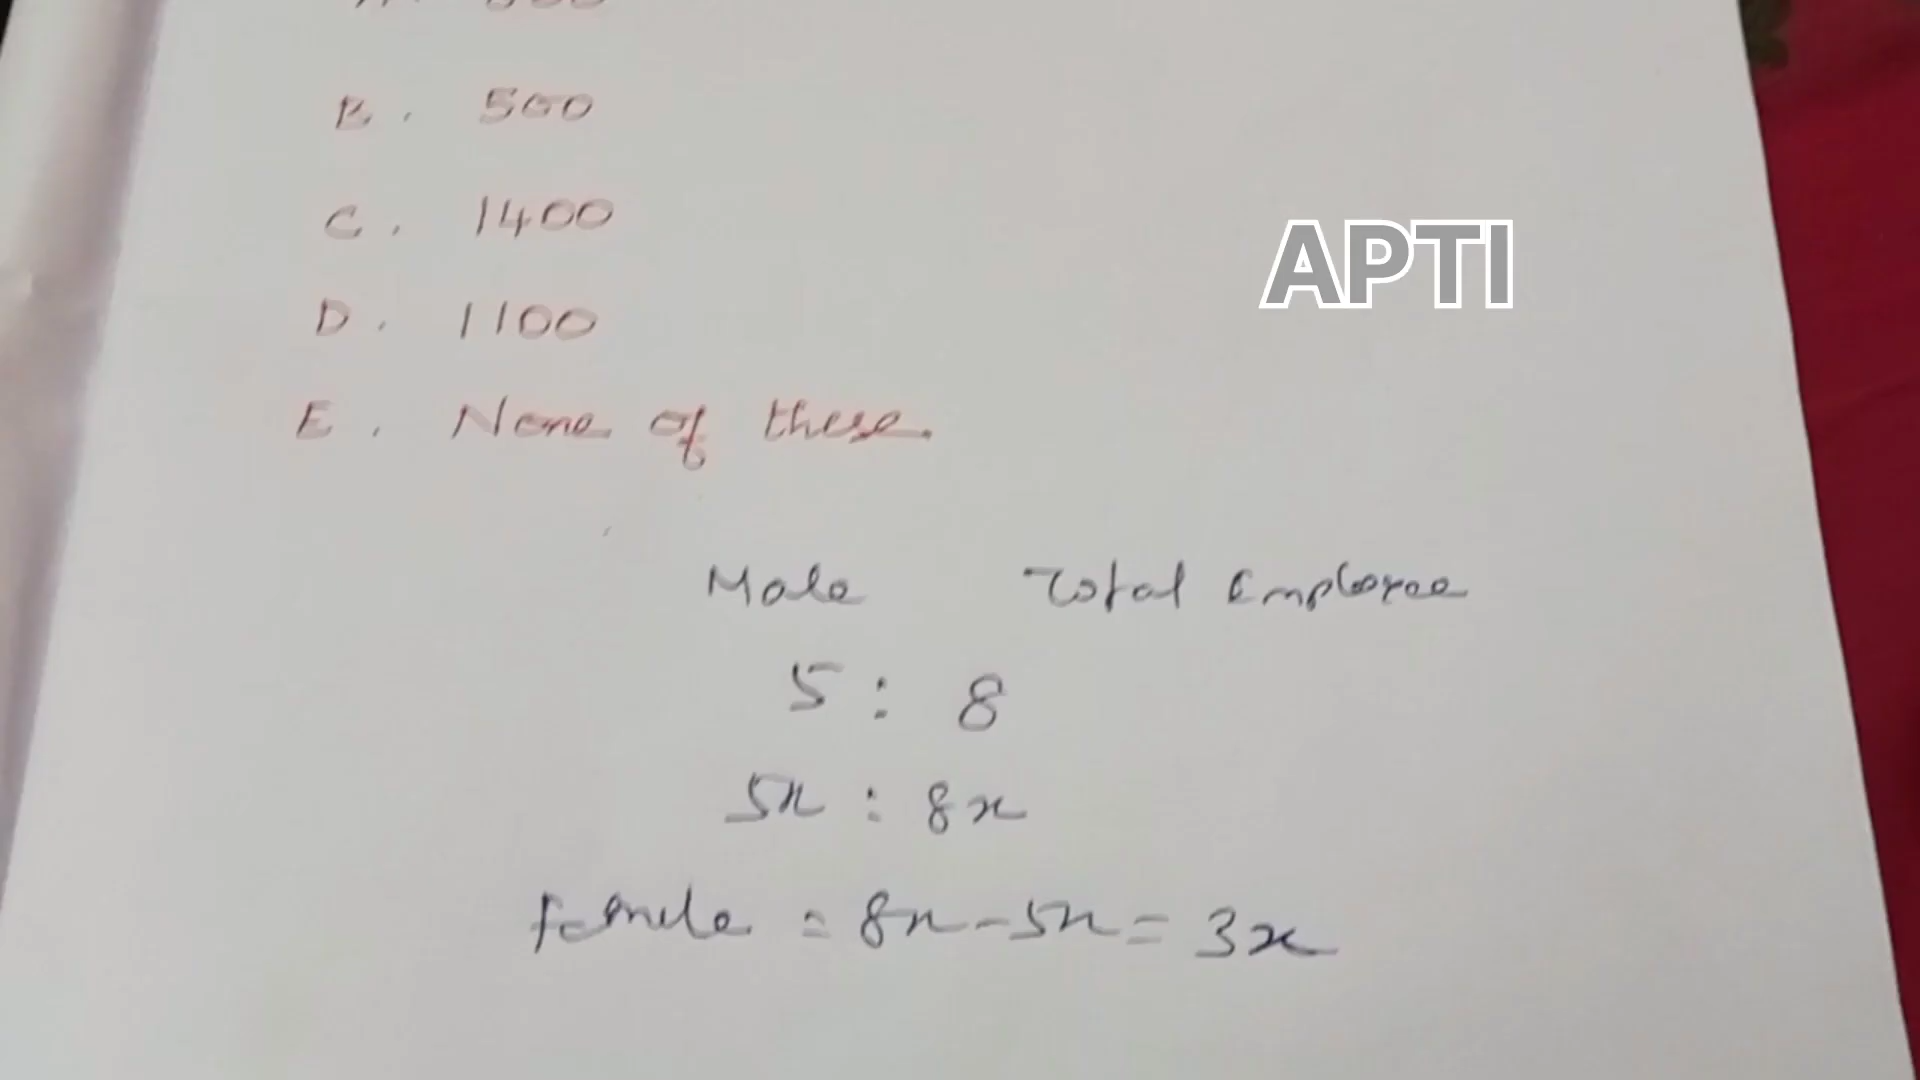 B. 500
C. 1400
APTI
D. 1100
E. None of these.
Male Total Employee
5 : 8
5x : 8x
Female = 8x - 5x = 3x